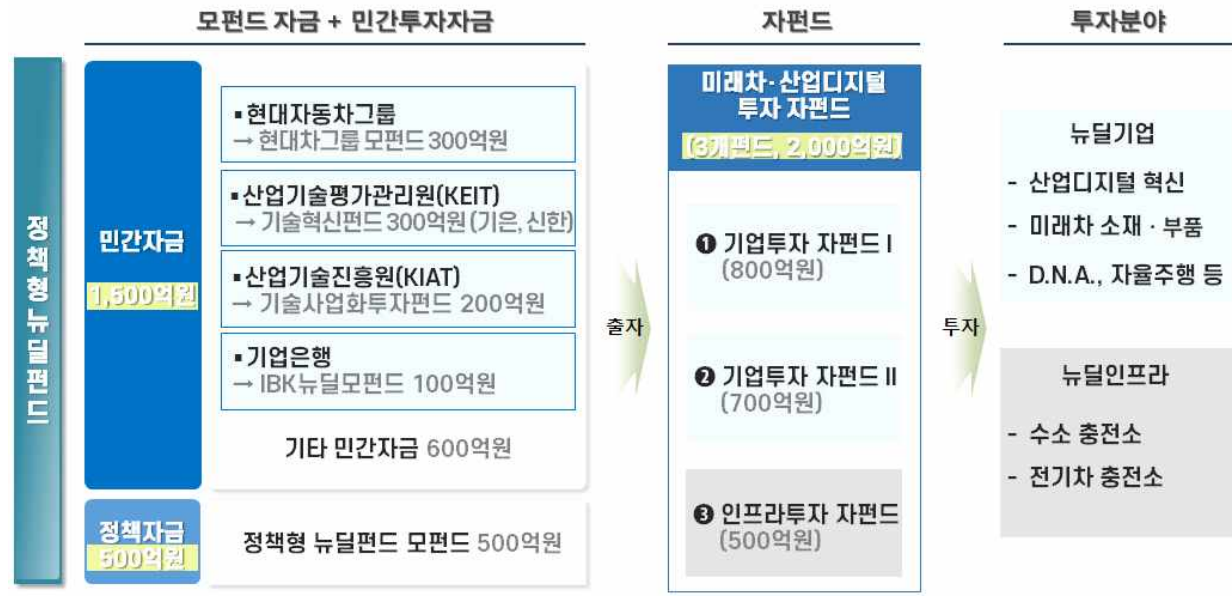 모펀드 자금 + 민간투자자금
자펀드
투자분야
정책형 뉴딜펀드
민간자금
1,500억원
▪현대자동차그룹
→ 현대차그룹 모펀드 300억원
▪산업기술평가관리원(KEIT)
→ 기술혁신펀드 300억원 (기은, 신한)
▪산업기술진흥원(KIAT)
→ 기술사업화투자펀드 200억원
▪기업은행
→ IBK뉴딜모펀드 100억원
기타 민간자금 600억원
정책자금
500억원
정책형 뉴딜펀드 모펀드 500억원
출자
미래차·산업디지털
투자 자펀드
(3개펀드, 2,000억원)
❶ 기업투자 자펀드 I
(800억원)
❷ 기업투자 자펀드 II
(700억원)
❸ 인프라투자 자펀드
(500억원)
투자
뉴딜기업
- 산업디지털 혁신
- 미래차 소재 · 부품
- D.N.A., 자율주행 등
뉴딜인프라
- 수소 충전소
- 전기차 충전소